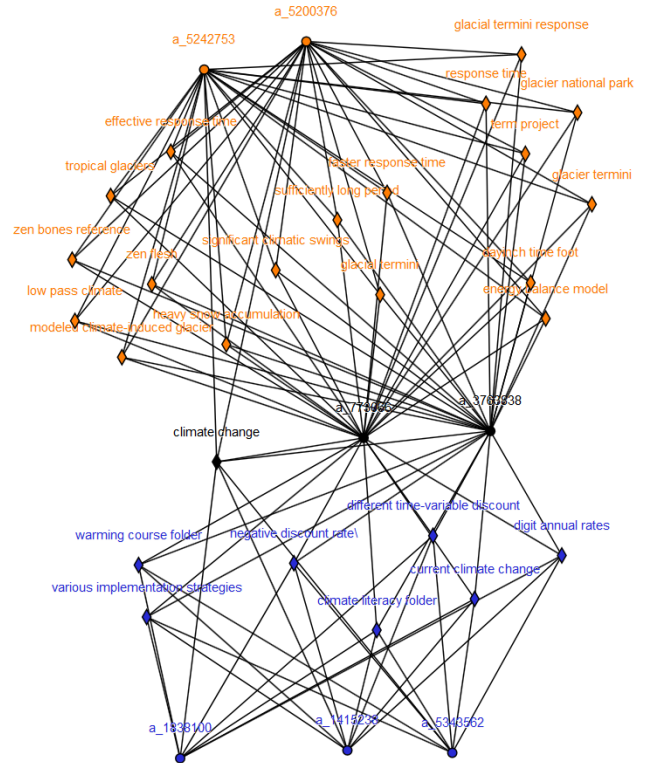 a_5200376
glacial termini response
a_5242753
response time
glacier national park
effective response time
term project
tropical glaciers
faster response time
glacier termini
sufficiently long period
zen bones reference
significant climatic swings
zen flesh
glacial termini
low pass climate
energy balance model
heavy snow accumulation
modeled climate-induced glacier
a_3763838
climate change
different time-variable discount
warming course folder
negative discount rate\
digit annual rates
current climate change
various implementation strategies
climate literacy folder
a_1838100
a_1415238
a_5343562